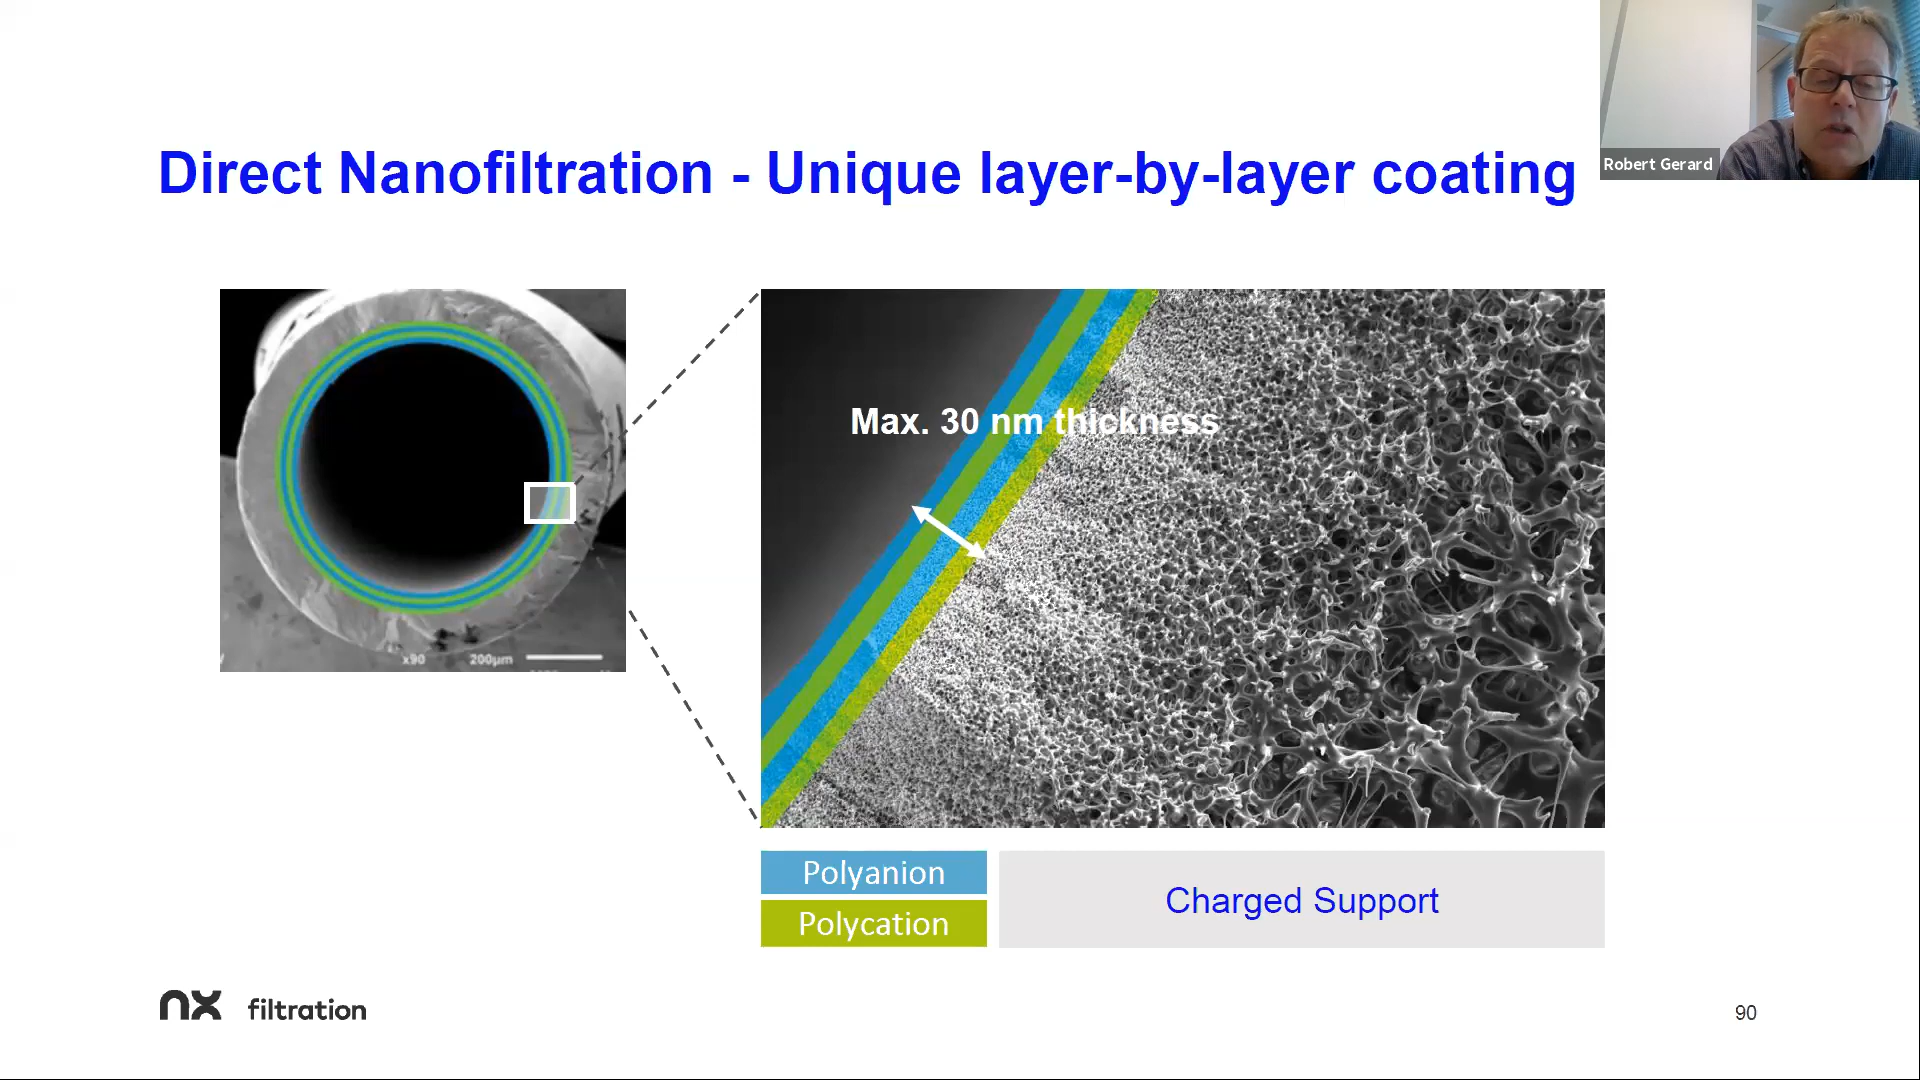 Robert Gerard
Direct Nanofiltration - Unique layer-by-layer coating
Max. 30 nm thickness
x90 200µm
Polyanion
Polycation
Charged Support
nx filtration
90